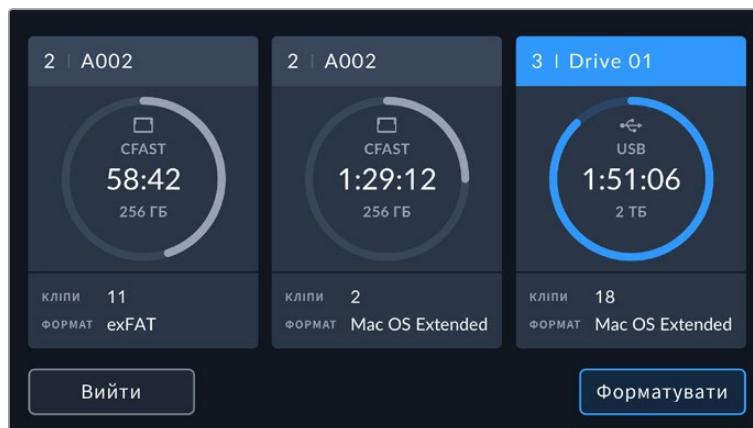 2 | A002
CFAST
58:42
256 ГБ
КЛІПИ 11
ФОРМАТ exFAT
2 | A002
CFAST
1:29:12
256 ГБ
КЛІПИ 2
ФОРМАТ Mac OS Extended
3 | Drive 01
USB
1:51:06
2 ТБ
КЛІПИ 18
ФОРМАТ Mac OS Extended
Вийти
Форматувати